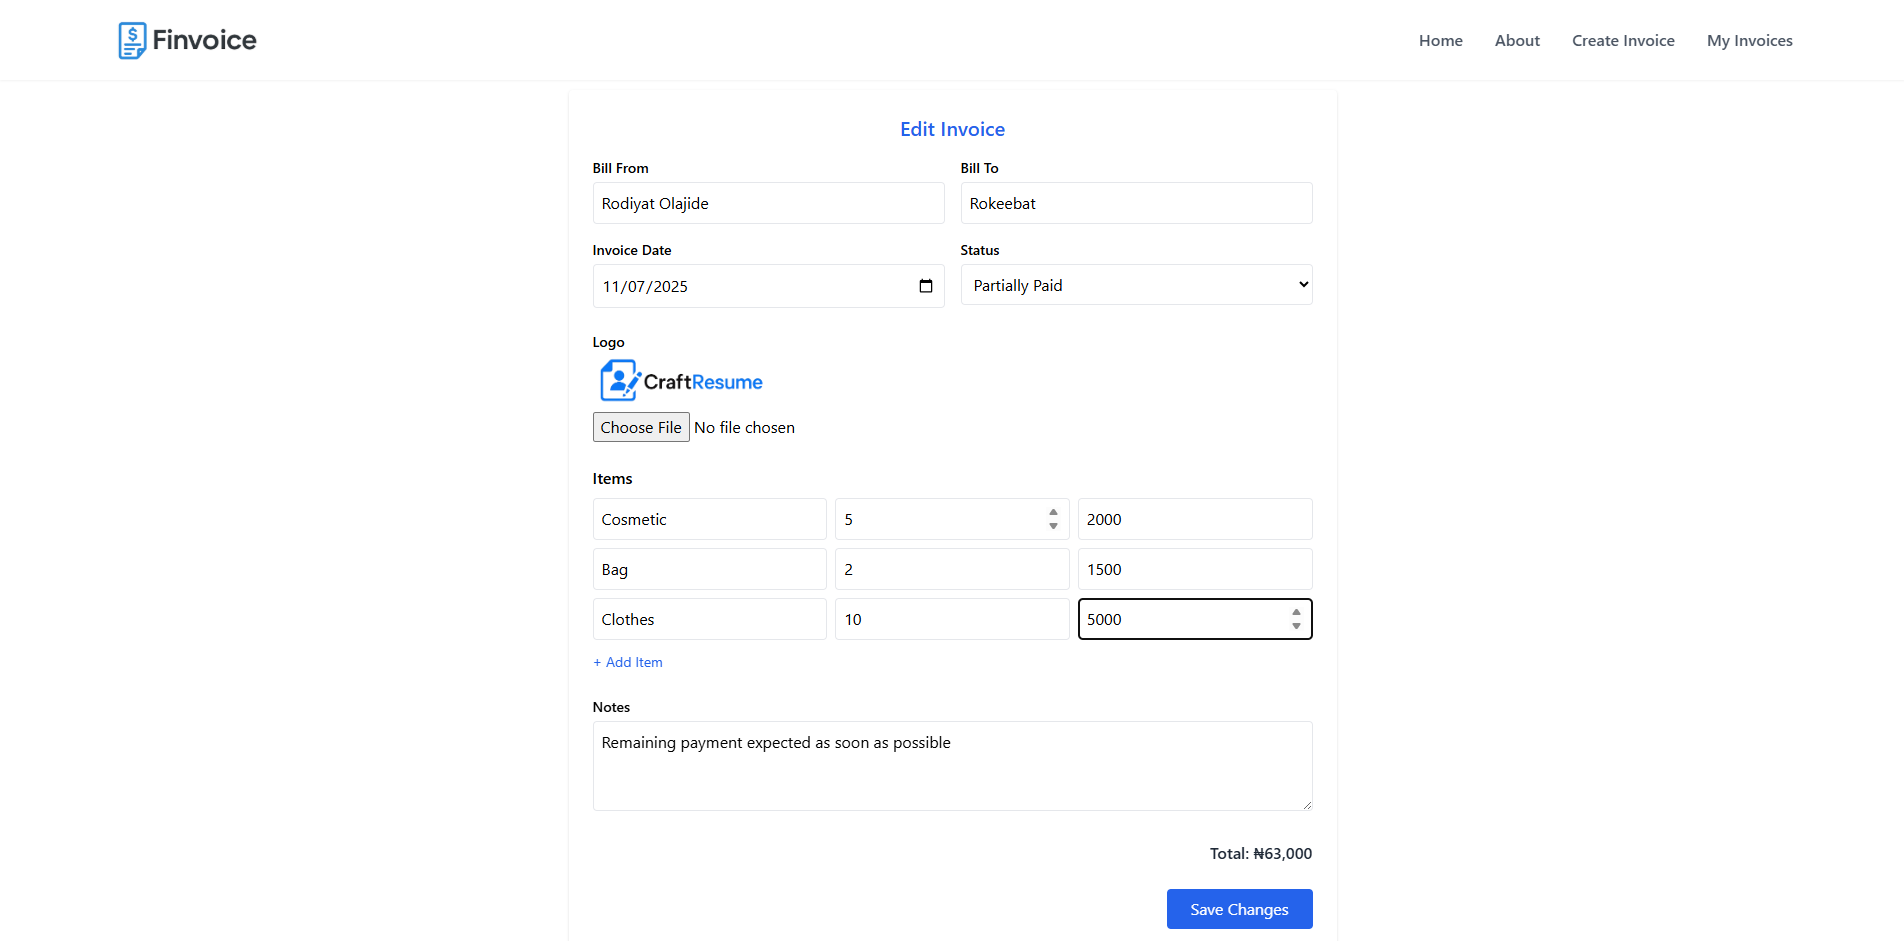 Finvoice
Home About Create Invoice My Invoices
Edit Invoice
Bill From Bill To
Rodiyat Olajide Rokeebat
Invoice Date Status
11/07/2025 Partially Paid
Logo
CraftResume
Choose File No file chosen
Items
Cosmetic 5 2000
Bag 2 1500
Clothes 10 5000
+ Add Item
Notes
Remaining payment expected as soon as possible
Total: ₦63,000
Save Changes